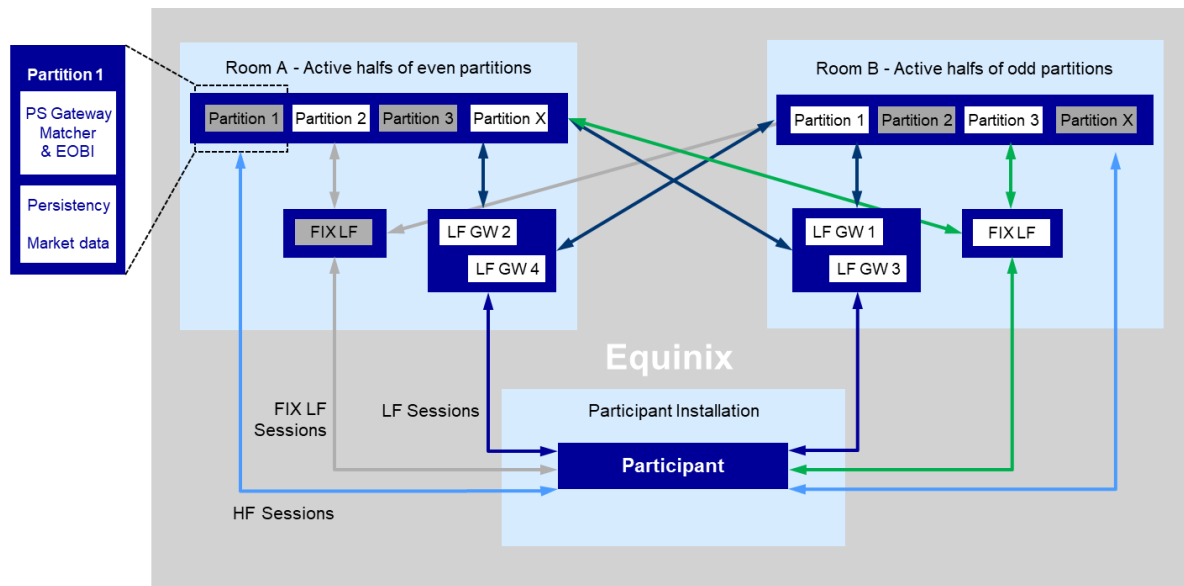 Partition 1
PS Gateway
Matcher
& EOBI
Persistency
Market data
Room A - Active halfs of even partitions
Partition 1
Partition 2
Partition 3
Partition X
FIX LF
LF GW 2
LF GW 4
Room B - Active halfs of odd partitions
Partition 1
Partition 2
Partition 3
Partition X
LF GW 1
LF GW 3
FIX LF
Equinix
FIX LF
Sessions
LF Sessions
HF Sessions
Participant Installation
Participant